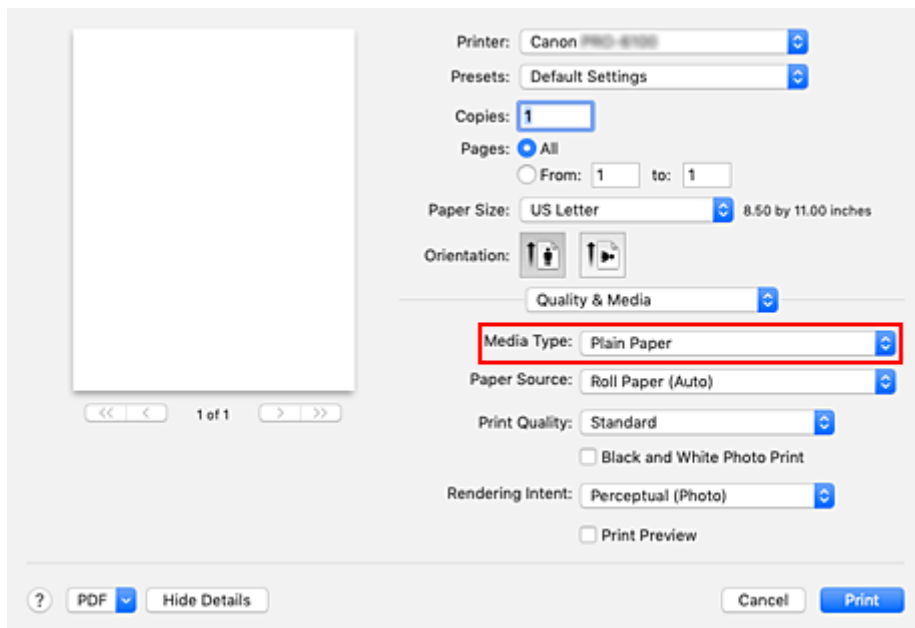 Printer: Canon
Presets: Default Settings
Copies: 1
Pages: All
From: 1 to: 1
Paper Size: US Letter 8.50 by 11.00 inches
Orientation:
Quality & Media
Media Type: Plain Paper
Paper Source: Roll Paper (Auto)
<< < 1 of 1 > >>
Print Quality: Standard
Black and White Photo Print
Rendering Intent: Perceptual (Photo)
Print Preview
? PDF Hide Details Cancel Print